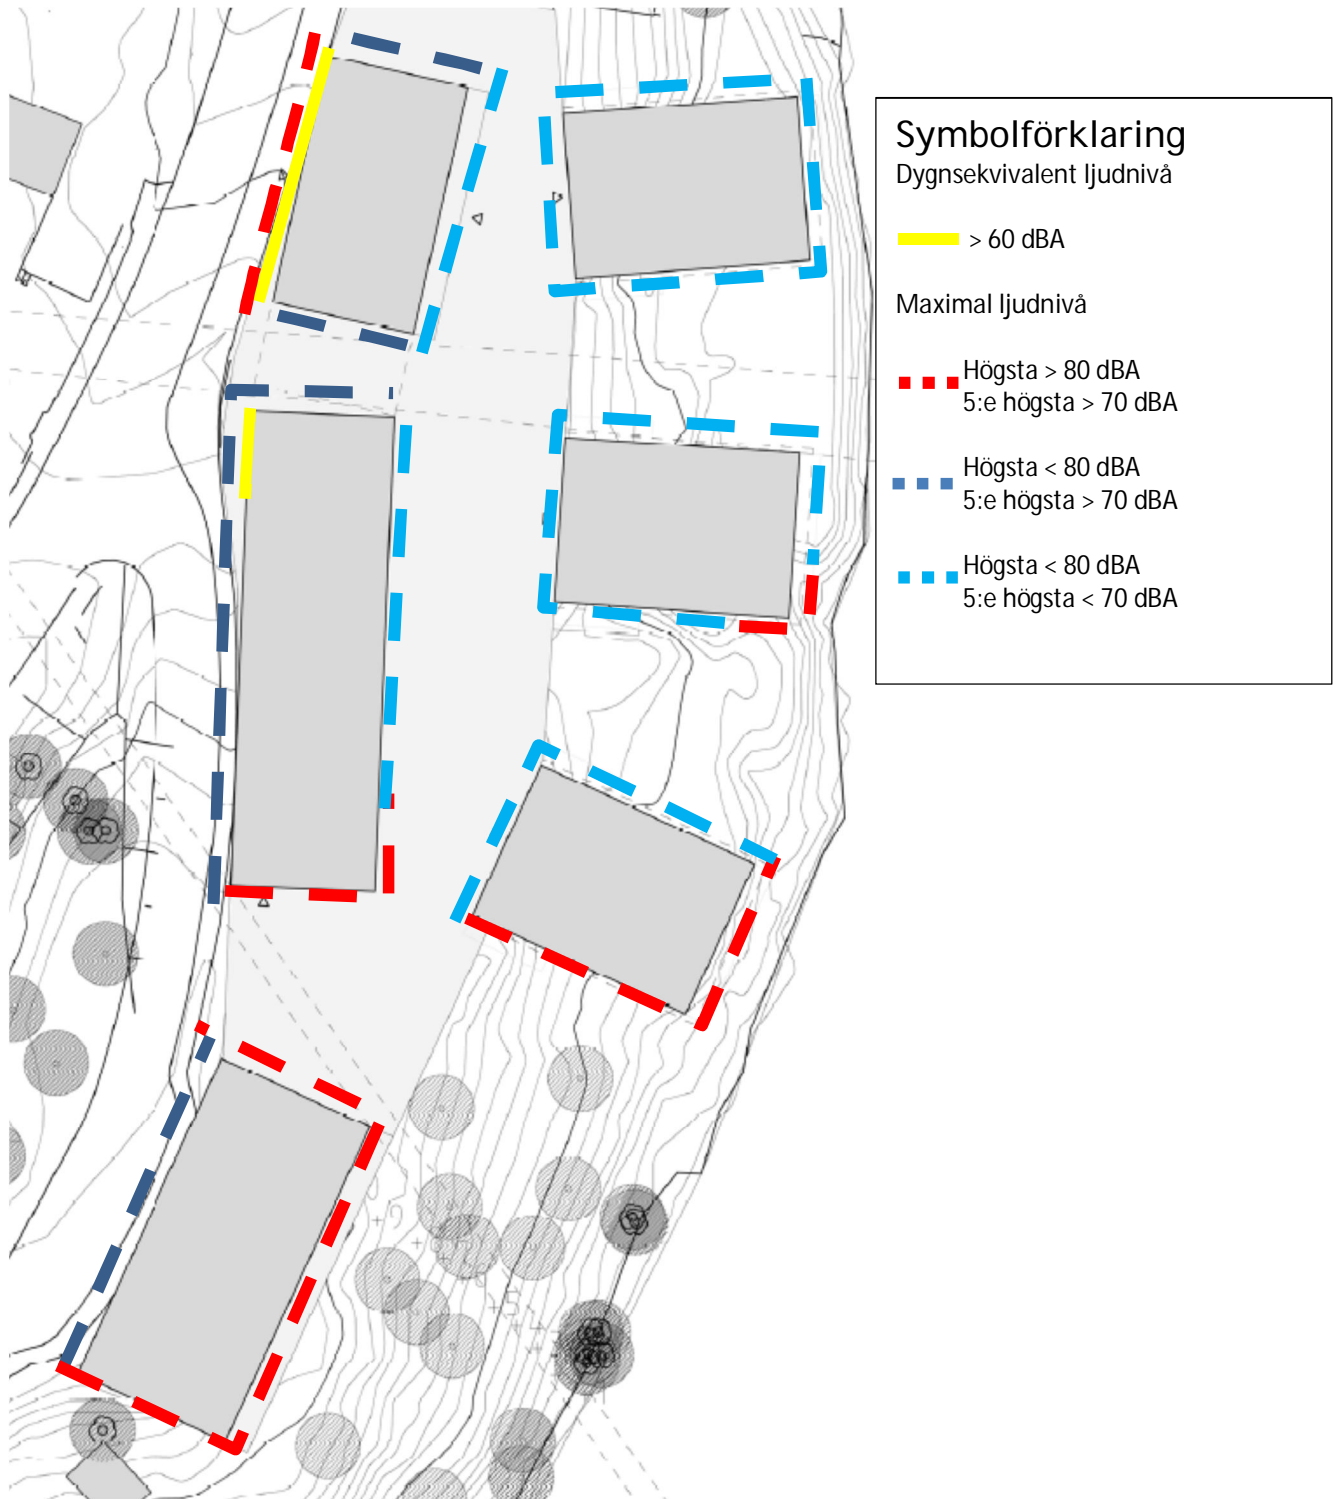 Symbolförklaring
Dygnsekvivalent ljudnivå
> 60 dBA
Maximal ljudnivå
Högsta > 80 dBA
5:e högsta > 70 dBA
Högsta < 80 dBA
5:e högsta > 70 dBA
Högsta < 80 dBA
5:e högsta < 70 dBA